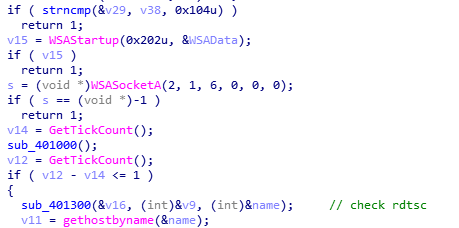 if ( strncmp(&v29, v38, 0x104u) )
return 1;
v15 = WSAStartup(0x202u, &WSAData);
if ( v15 )
return 1;
s = (void *)WSASocketA(2, 1, 6, 0, 0, 0);
if ( s == (void *)-1 )
return 1;
v14 = GetTickCount();
sub_401000();
v12 = GetTickCount();
if ( v12 - v14 <= 1 )
{
sub_401300(&v16, (int)&v9, (int)&name); // check rdtsc
v11 = gethostbyname(&name);